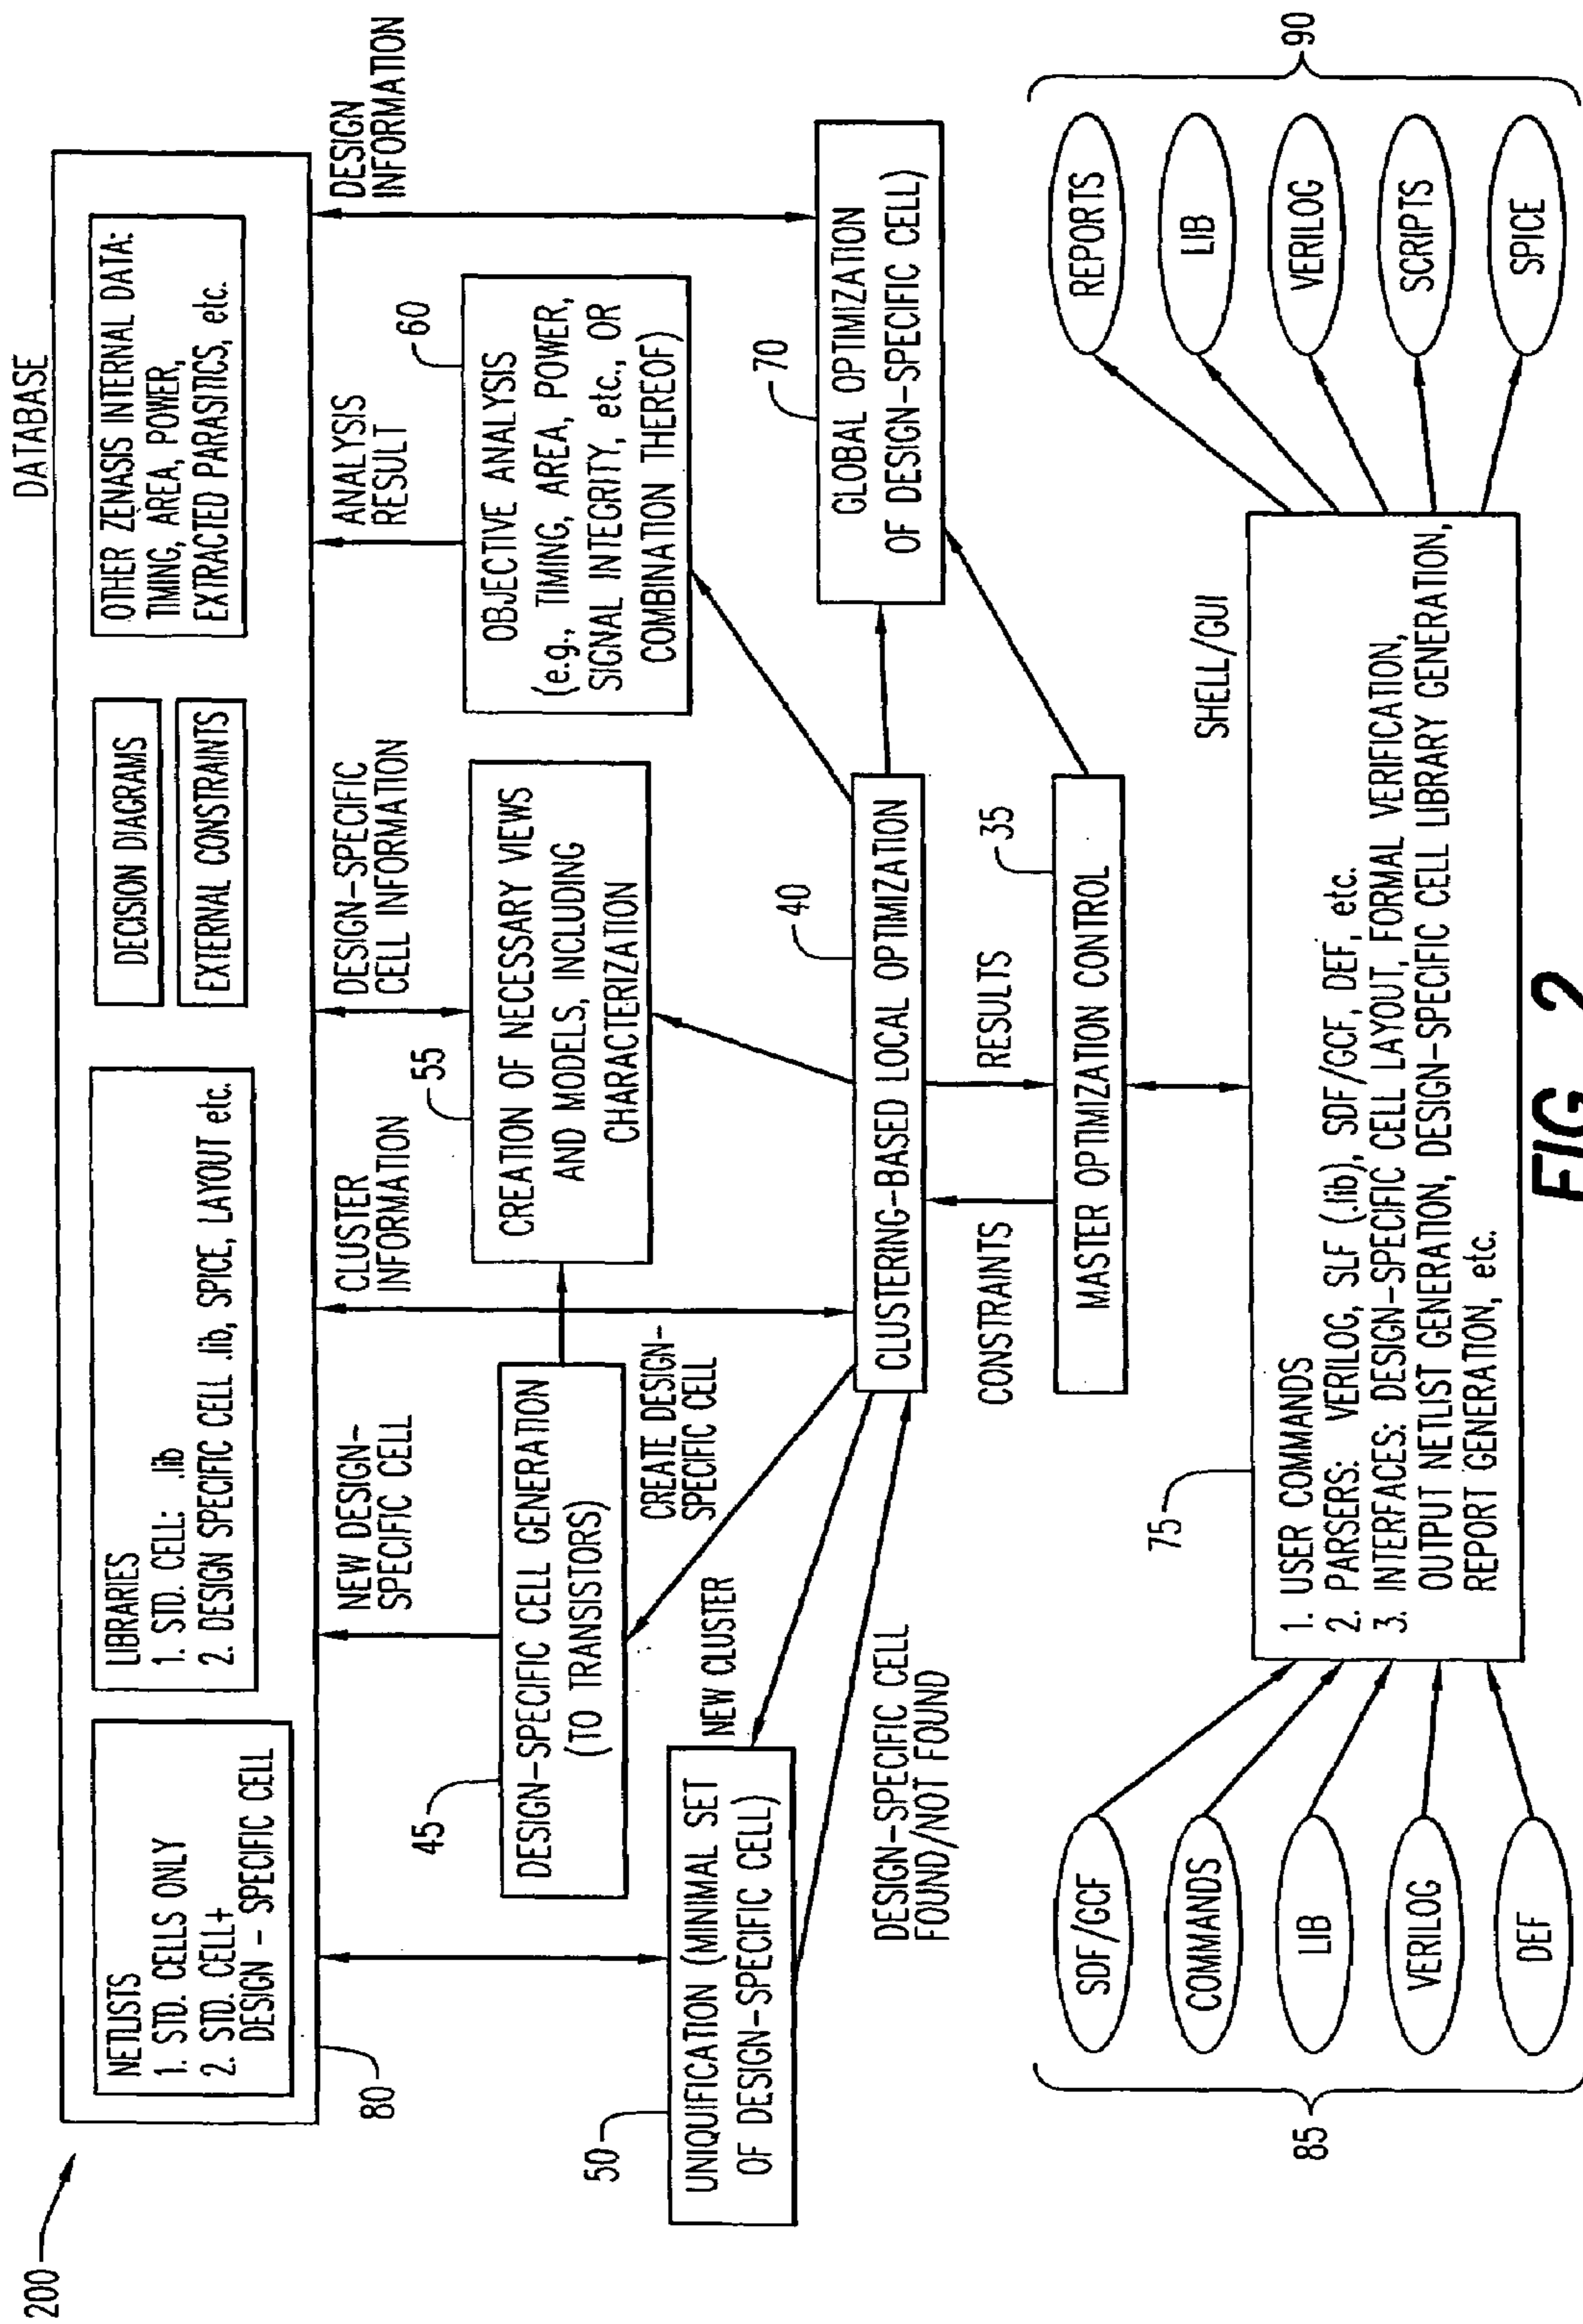 200
DATABASE
NETLISTS
1. STD. CELLS ONLY
2. STD. CELL+
DESIGN - SPECIFIC CELL
LIBRARIES
1. STD. CELL: .lib
2. DESIGN SPECIFIC CELL .lib, SPICE, LAYOUT etc.
DECISION DIAGRAMS
EXTERNAL CONSTRAINTS
OTHER ZENASIS INTERNAL DATA:
TIMING, AREA, POWER,
EXTRACTED PARASITICS, etc.
80
NEW DESIGN-
SPECIFIC CELL
CLUSTER
INFORMATION
DESIGN-SPECIFIC
CELL INFORMATION
ANALYSIS
RESULT
DESIGN
INFORMATION
45
DESIGN-SPECIFIC CELL GENERATION
(TO TRANSISTORS)
55
CREATION OF NECESSARY VIEWS
AND MODELS, INCLUDING
CHARACTERIZATION
60
OBJECTIVE ANALYSIS
(e.g., TIMING, AREA, POWER,
SIGNAL INTEGRITY, etc., OR
COMBINATION THEREOF)
50
UNIQUIFICATION (MINIMAL SET
OF DESIGN-SPECIFIC CELL)
NEW CLUSTER
CREATE DESIGN-
SPECIFIC CELL
DESIGN-SPECIFIC CELL
FOUND/NOT FOUND
40
CLUSTERING-BASED LOCAL OPTIMIZATION
70
GLOBAL OPTIMIZATION
OF DESIGN-SPECIFIC CELL)
CONSTRAINTS
RESULTS
35
MASTER OPTIMIZATION CONTROL
85
SDF/GCF
COMMANDS
LIB
VERILOG
DEF
75
SHELL/GUI
1. USER COMMANDS
2. PARSERS: VERILOG, SLF (.lib), SDF/GCF, DEF, etc.
3. INTERFACES: DESIGN-SPECIFIC CELL LAYOUT, FORMAL VERIFICATION,
OUTPUT NETLIST GENERATION, DESIGN-SPECIFIC CELL LIBRARY GENERATION,
REPORT GENERATION, etc.
REPORTS
LIB
VERILOG
SCRIPTS
SPICE
90
FIG. 2